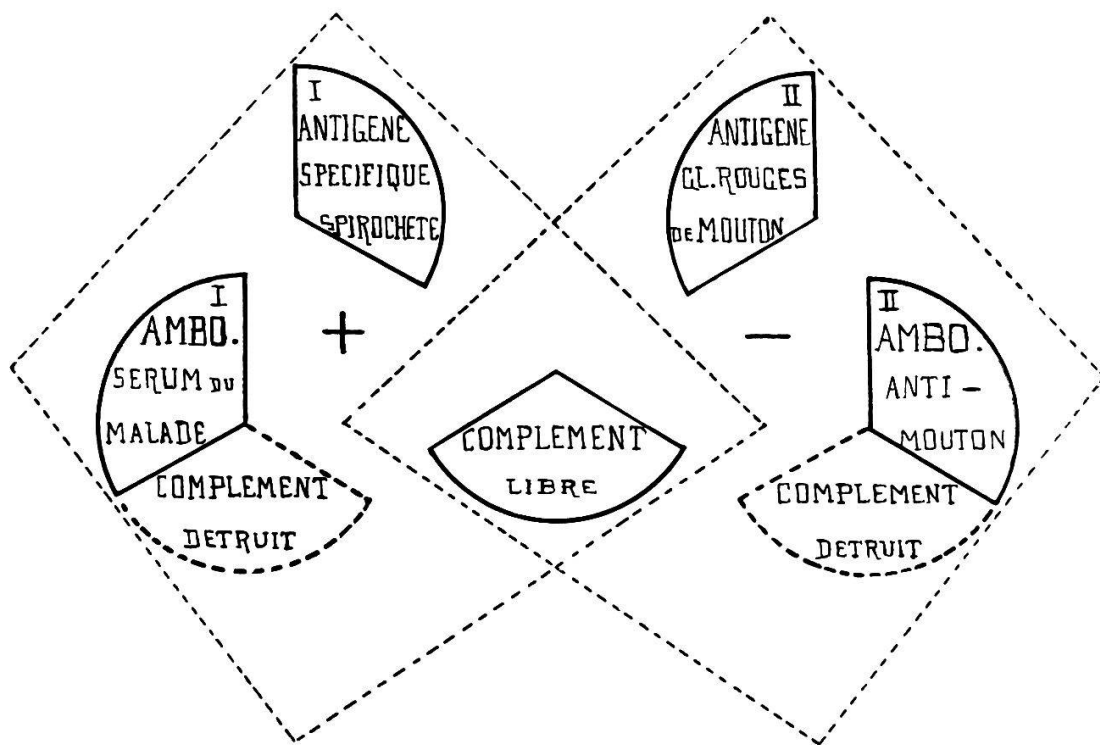 I
ANTIGENE
SPECIFIQUE
SPIROCHETE
II
ANTIGENE
GL. ROUGES
DE MOUTON
I
AMBO.
SERUM DU
MALADE
COMPLEMENT
DETRUIT
+
COMPLEMENT
LIBRE
−
II
AMBO.
ANTI-
MOUTON
COMPLEMENT
DETRUIT